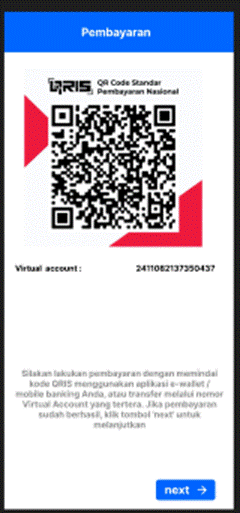 Pembayaran
QRIS QR Code Standar
Pembayaran Nasional
Virtual account : 2411062137350437
Silakan lakukan pembayaran dengan memindai
kode QRIS menggunakan aplikasi e-wallet /
mobile banking Anda, atau transfer melalui nomor
Virtual Account yang tertera. Jika pembayaran
sudah berhasil, klik tombol 'next' untuk
melanjutkan
next →